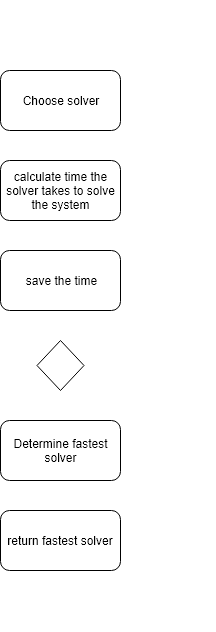 Choose solver
calculate time the
solver takes to solve
the system
save the time
Determine fastest
solver
return fastest solver